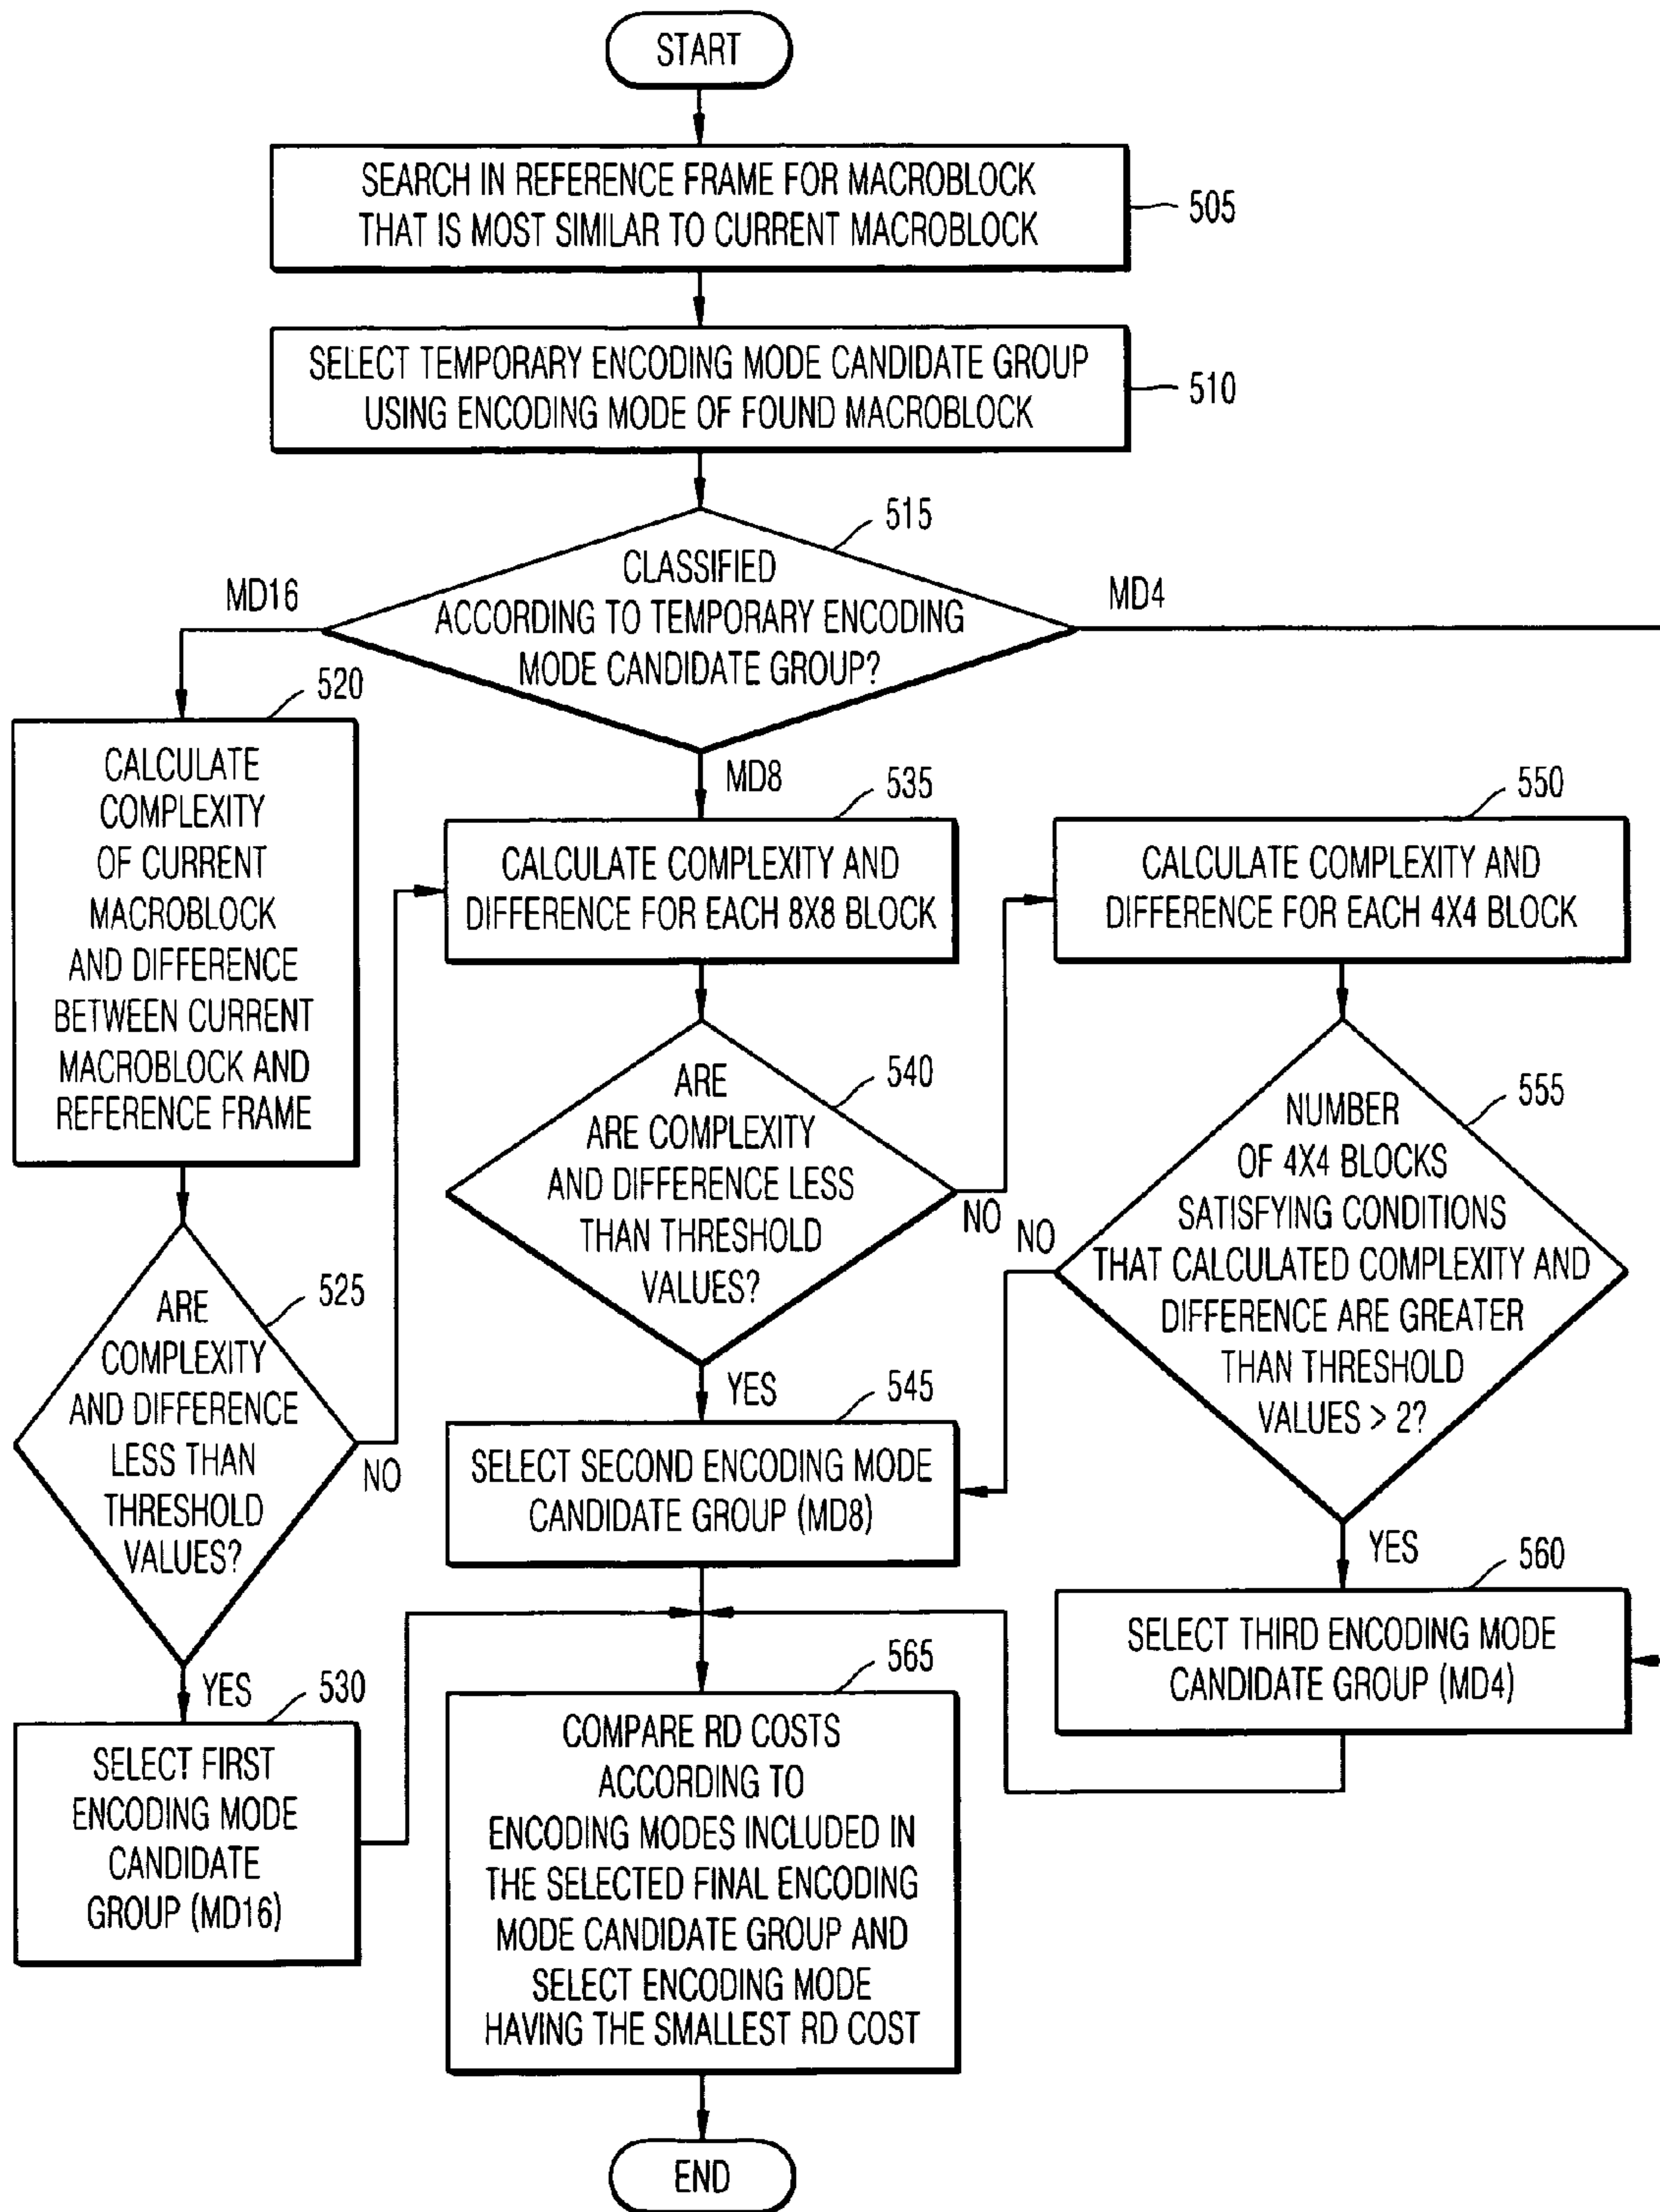 START
SEARCH IN REFERENCE FRAME FOR MACROBLOCK
THAT IS MOST SIMILAR TO CURRENT MACROBLOCK
505
SELECT TEMPORARY ENCODING MODE CANDIDATE GROUP
USING ENCODING MODE OF FOUND MACROBLOCK
510
515
CLASSIFIED
ACCORDING TO TEMPORARY ENCODING
MODE CANDIDATE GROUP?
MD16
MD4
MD8
520
CALCULATE
COMPLEXITY
OF CURRENT
MACROBLOCK
AND DIFFERENCE
BETWEEN CURRENT
MACROBLOCK AND
REFERENCE FRAME
525
ARE
COMPLEXITY
AND DIFFERENCE
LESS THAN
THRESHOLD
VALUES?
NO
YES
530
SELECT FIRST
ENCODING MODE
CANDIDATE
GROUP (MD16)
535
CALCULATE COMPLEXITY AND
DIFFERENCE FOR EACH 8X8 BLOCK
540
ARE
ARE COMPLEXITY
AND DIFFERENCE LESS
THAN THRESHOLD
VALUES?
NO
YES
545
SELECT SECOND ENCODING MODE
CANDIDATE GROUP (MD8)
550
CALCULATE COMPLEXITY AND
DIFFERENCE FOR EACH 4X4 BLOCK
555
NUMBER
OF 4X4 BLOCKS
SATISFYING CONDITIONS
THAT CALCULATED COMPLEXITY AND
DIFFERENCE ARE GREATER
THAN THRESHOLD
VALUES > 2?
NO
YES
560
SELECT THIRD ENCODING MODE
CANDIDATE GROUP (MD4)
565
COMPARE RD COSTS
ACCORDING TO
ENCODING MODES INCLUDED IN
THE SELECTED FINAL ENCODING
MODE CANDIDATE GROUP AND
SELECT ENCODING MODE
HAVING THE SMALLEST RD COST
END